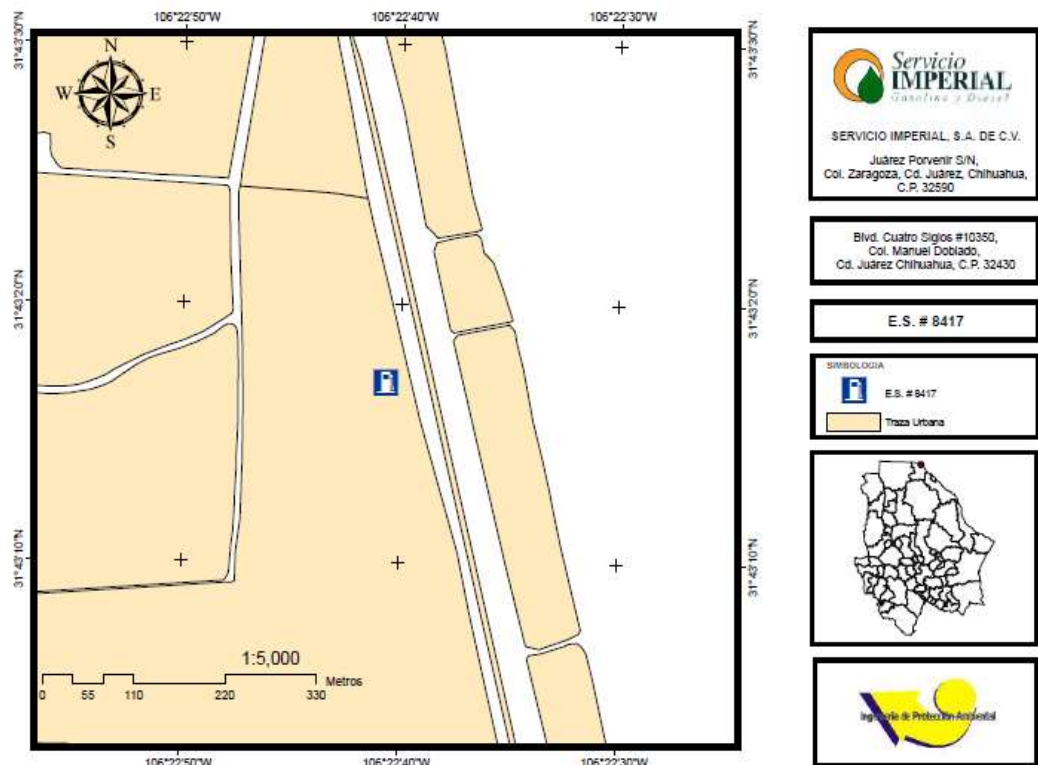 106°22'50"W 106°22'40"W 106°22'30"W
31°43'30"N
31°43'30"N
N
W E
S
31°43'20"N
31°43'20"N
31°43'10"N
31°43'10"N
1:5,000
Metros
0 55 110 220 330
106°22'50"W 106°22'40"W 106°22'30"W
Servicio
IMPERIAL
Gasolina y Diesel
SERVICIO IMPERIAL, S.A. DE C.V.
Juárez Porvenir S/N,
Col. Zaragoza, Cd. Juárez, Chihuahua,
C.P. 32590
Blvd. Cuatro Siglos #10350,
Col. Manuel Doblado,
Cd. Juárez Chihuahua, C.P. 32430
E.S. # 8417
SIMBOLOGIA
E.S. # 8417
Traza Urbana
Ingeniería de Protección Ambiental